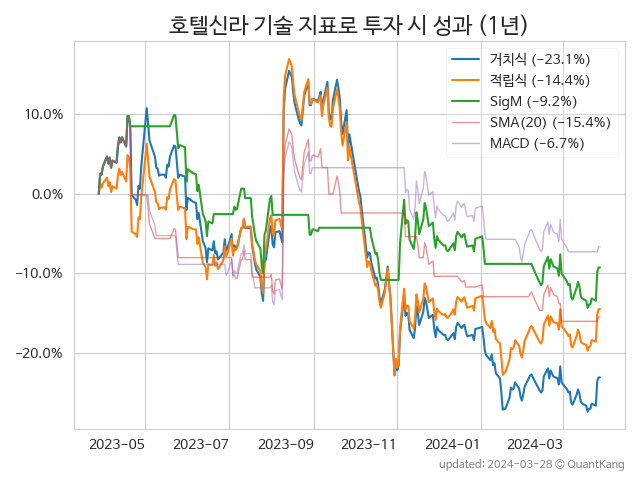 호텔신라 기술 지표로 투자 시 성과 (1년)
거치식 (−23.1%)
적립식 (−14.4%)
SigM (−9.2%)
SMA(20) (−15.4%)
MACD (−6.7%)
10.0%
0.0%
−10.0%
−20.0%
2023−05 2023−07 2023−09 2023−11 2024−01 2024−03
updated: 2024−03−28 © QuantKang